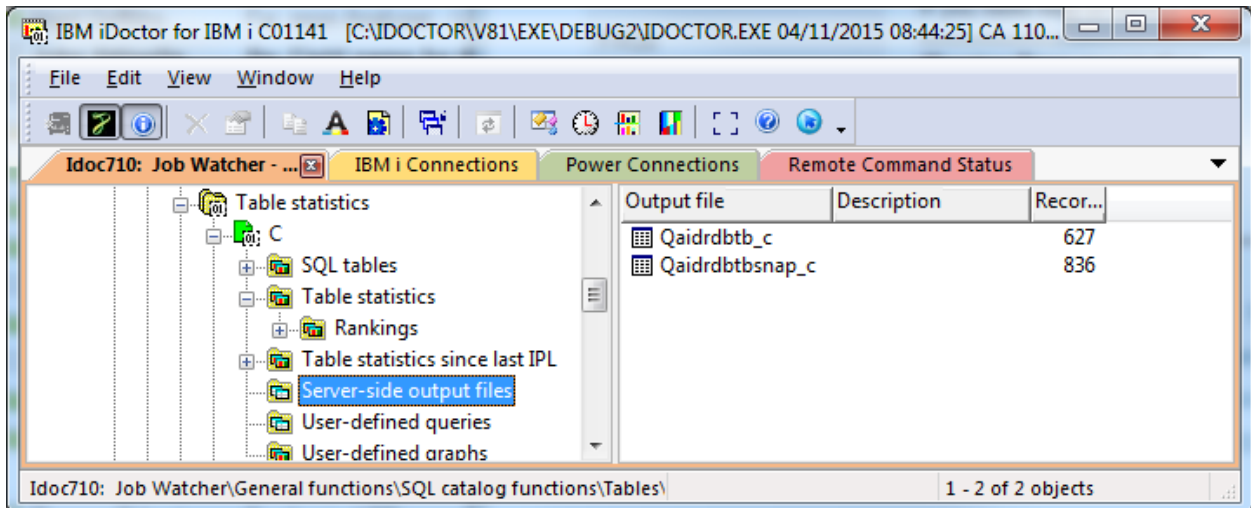 IBM iDoctor for IBM i C01141 [C:\IDOCTOR\V81\EXE\DEBUG2\IDOCTOR.EXE 04/11/2015 08:44:25] CA 110...
File Edit View Window Help
Idoc710: Job Watcher - ... IBM i Connections Power Connections Remote Command Status
Table statistics
C
SQL tables
Table statistics
Rankings
Table statistics since last IPL
Server-side output files
User-defined queries
User-defined graphs
Output file Description Recor...
Qaidrdbtb_c 627
Qaidrdbtbsnap_c 836
Idoc710: Job Watcher\General functions\SQL catalog functions\Tables\ 1 - 2 of 2 objects